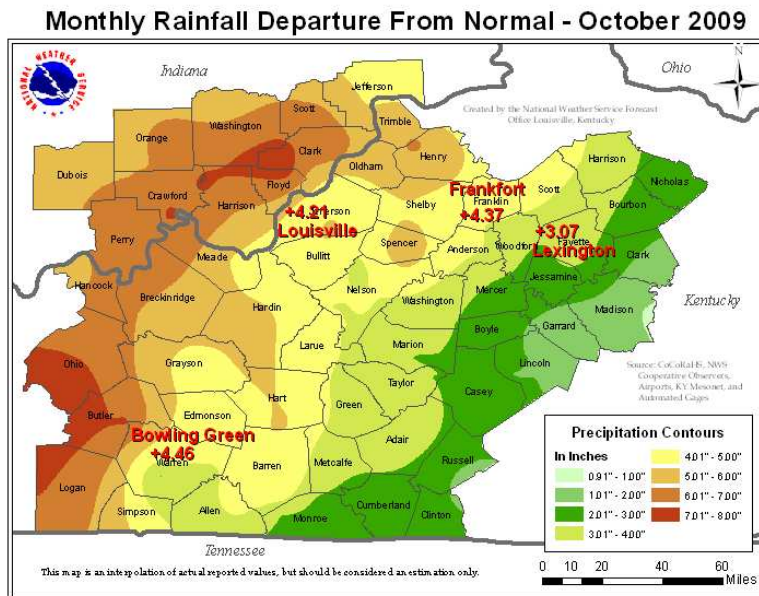 Monthly Rainfall Departure From Normal - October 2009
NATIONAL WEATHER SERVICE
Indiana
Ohio
N
Created by the National Weather Service Forecast
Office Louisville, Kentucky
Jefferson
Scott
Washington
Trimble
Orange
Clark
Henry
Oldham
Dubois
Harrison
Floyd
Crawford
Harrison
Nicholas
Frankfort
Scott
Franklin
+4.37
Bourbon
Shelby
+4.21
Louisville
+3.07
Fayette
Lexington
Perry
Spencer
Anderson
Woodford
Clark
Meade
Bullitt
Jessamine
Hancock
Nelson
Washington
Mercer
Breckinridge
Hardin
Madison
Kentucky
Garrard
Boyle
Larue
Marion
Lincoln
Ohio
Grayson
Source: CoCoRaHS, NWS
Cooperative Observers,
Airports, KY Mesonet, and
Automated Gages
Taylor
Casey
Hart
Green
Butler
Edmonson
Bowling Green
+4.46
Warren
Adair
Barren
Metcalfe
Russell
Logan
Simpson
Allen
Monroe
Cumberland
Clinton
Tennessee
Precipitation Contours
In Inches
0.91" - 1.00"
1.01" - 2.00"
2.01" - 3.00"
3.01" - 4.00"
4.01" - 5.00"
5.01" - 6.00"
6.01" - 7.00"
7.01" - 8.00"
This map is an interpolation of actual reported values, but should be considered an estimation only.
0 10 20 40 60
Miles